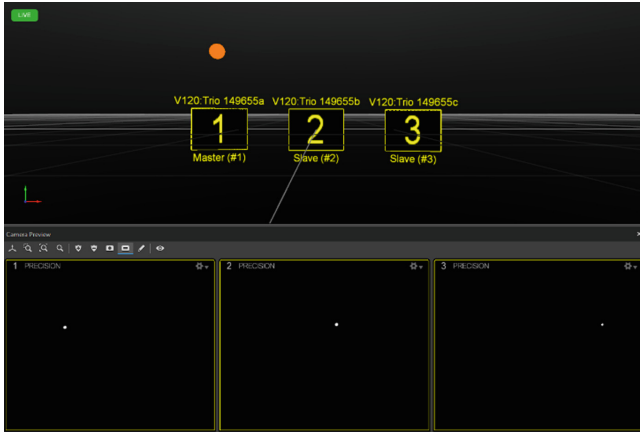 LIVE
V120:Trio 149655a V120:Trio 149655b V120:Trio 149655c
1 2 3
Master (#1) Slave (#2) Slave (#3)
Camera Preview
1 PRECISION 2 PRECISION 3 PRECISION